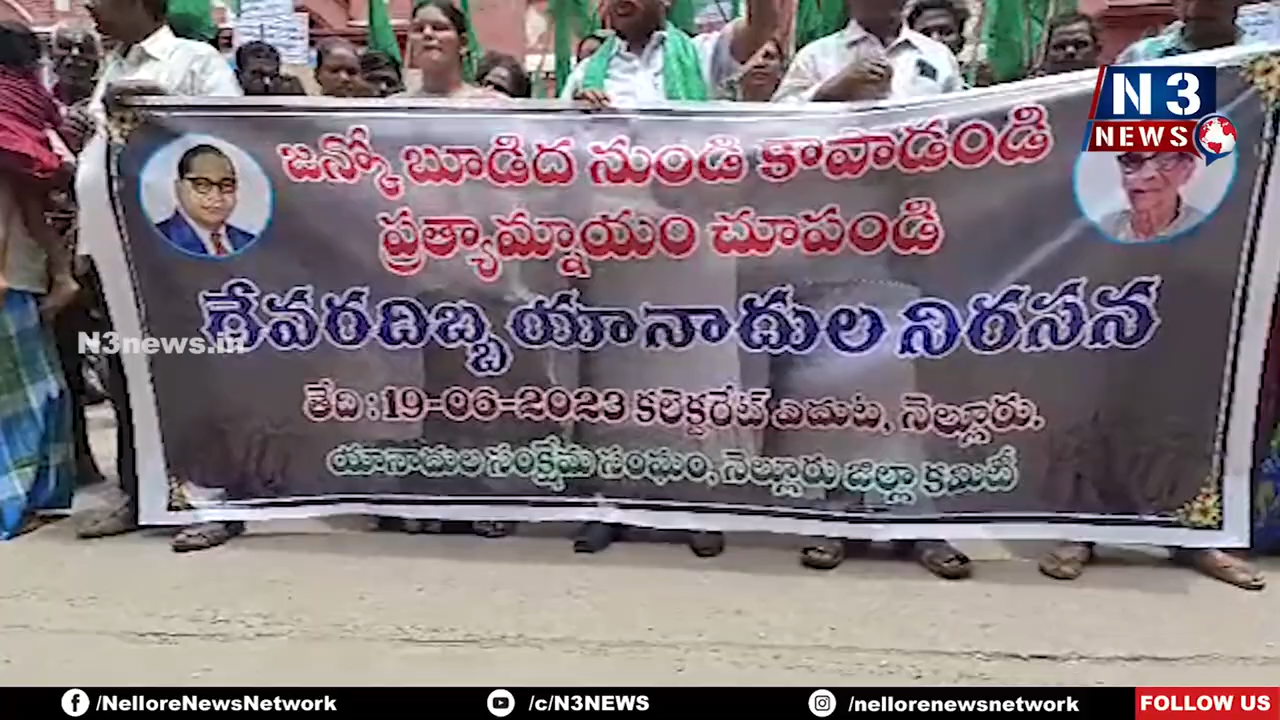 N3
NEWS
జన్కో బూడిద నుండి కాపాడండి
ప్రత్యామ్నాయం చూపండి
దేవరదిబ్బ యానాదుల నిరసన
N3news.in
తేది : 19-06-2023 కలెక్టరేట్ ఎదుట, నెల్లూరు.
యానాదుల సంక్షేమ సంఘం, నెల్లూరు జిల్లా కమిటీ
/NelloreNewsNetwork
/c/N3NEWS
/nellorenewsnetwork
FOLLOW US